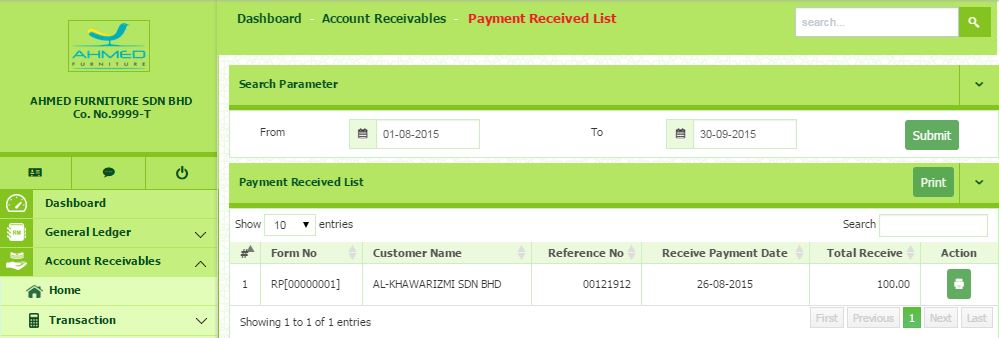 Dashboard - Account Receivables - Payment Received List
search...
AHMED
FURNITURE
AHMED FURNITURE SDN BHD
Co. No.9999-T
Dashboard
General Ledger
Account Receivables
Home
Transaction
Search Parameter
From 01-08-2015 To 30-09-2015 Submit
Payment Received List Print
Show 10 entries Search
# Form No Customer Name Reference No Receive Payment Date Total Receive Action
1 RP[00000001] AL-KHAWARIZMI SDN BHD 00121912 26-08-2015 100.00
Showing 1 to 1 of 1 entries First Previous 1 Next Last